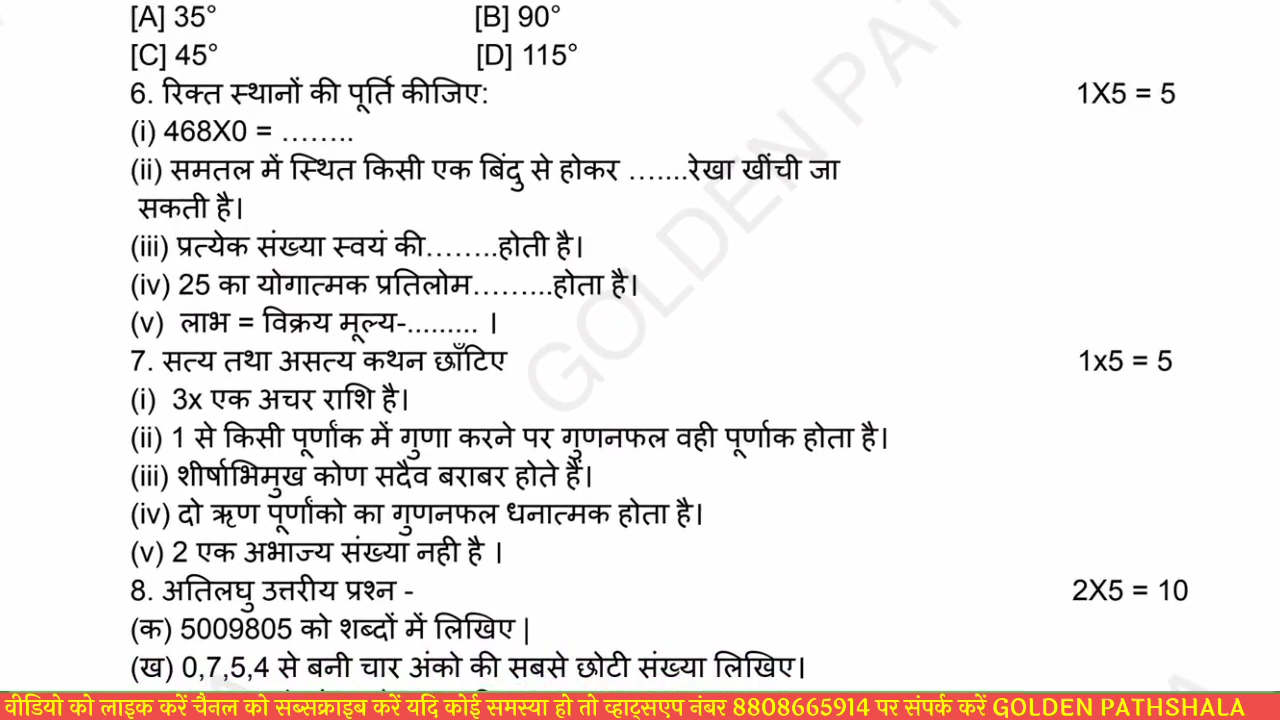 [A] 35° [B] 90°
[C] 45° [D] 115°
6. रिक्त स्थानों की पूर्ति कीजिए: 1X5 = 5
(i) 468X0 = ……..
(ii) समतल में स्थित किसी एक बिंदु से होकर …....रेखा खींची जा
सकती है।
(iii) प्रत्येक संख्या स्वयं की……..होती है।
(iv) 25 का योगात्मक प्रतिलोम……...होता है।
(v) लाभ = विक्रय मूल्य-......... ।
7. सत्य तथा असत्य कथन छाँटिए 1x5 = 5
(i) 3x एक अचर राशि है।
(ii) 1 से किसी पूर्णांक में गुणा करने पर गुणनफल वही पूर्णाक होता है।
(iii) शीर्षाभिमुख कोण सदैव बराबर होते हैं।
(iv) दो ऋण पूर्णांको का गुणनफल धनात्मक होता है।
(v) 2 एक अभाज्य संख्या नही है ।
8. अतिलघु उत्तरीय प्रश्न - 2X5 = 10
(क) 5009805 को शब्दों में लिखिए |
(ख) 0,7,5,4 से बनी चार अंको की सबसे छोटी संख्या लिखिए।
GOLDEN PAT
वीडियो को लाइक करें चैनल को सब्सक्राइब करें यदि कोई समस्या हो तो व्हाट्सएप नंबर 8808665914 पर संपर्क करें GOLDEN PATHSHALA